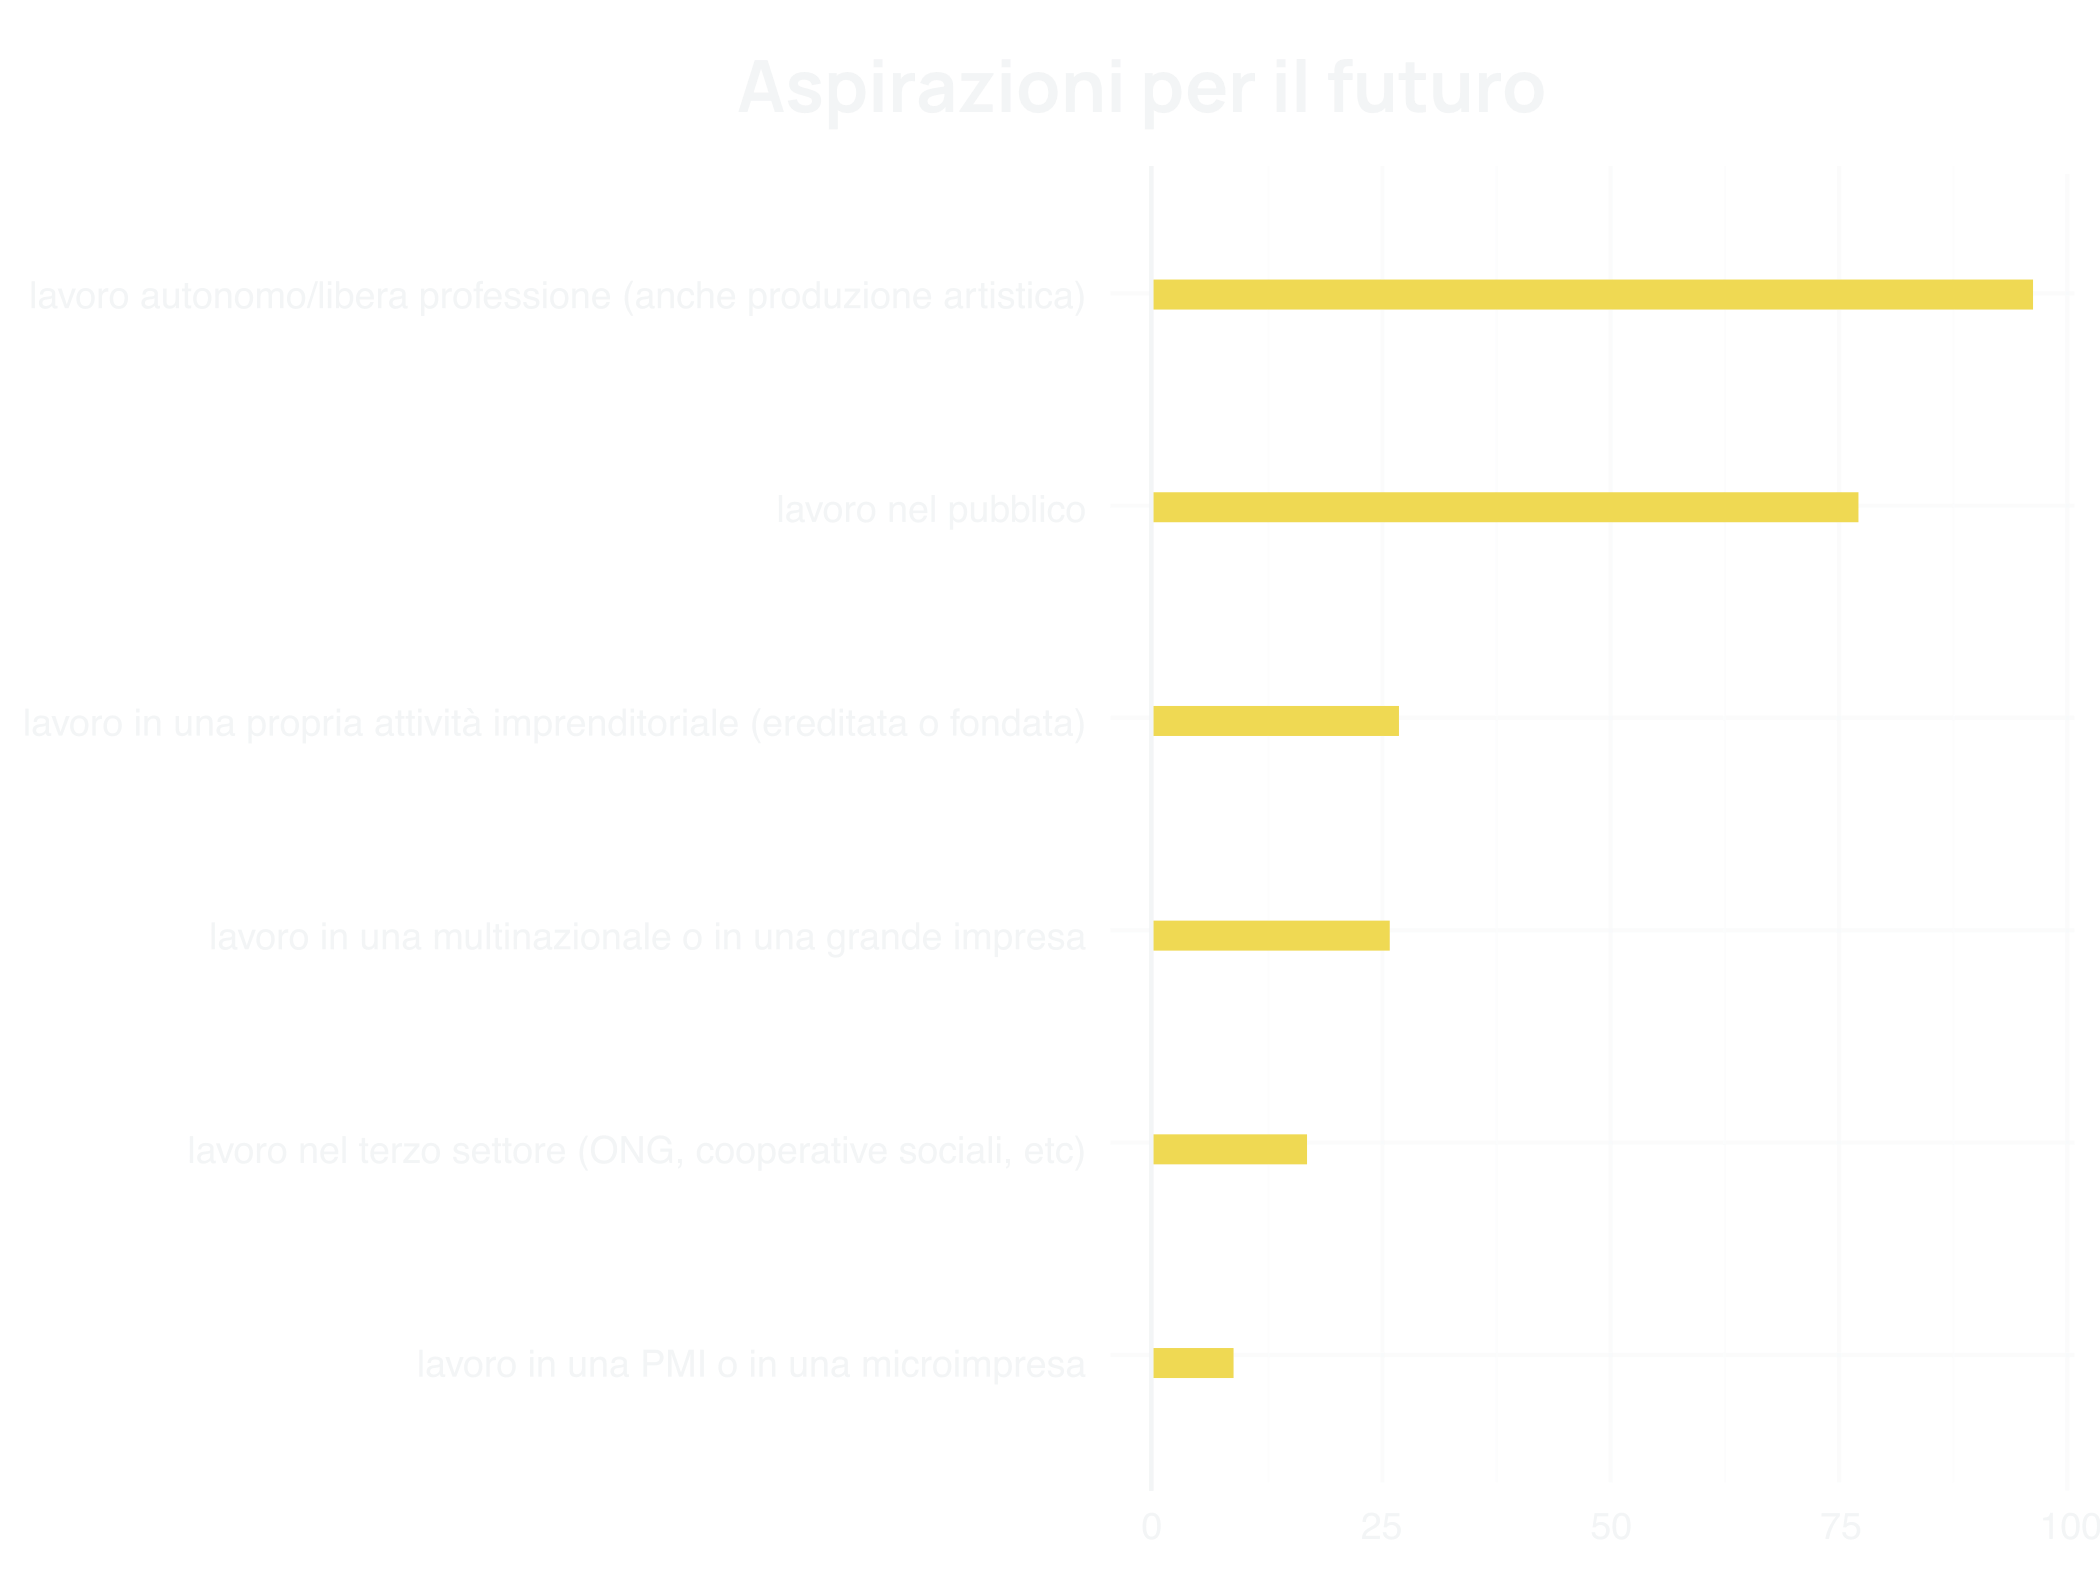 Aspirazioni per il futuro
lavoro autonomo/libera professione (anche produzione artistica)
lavoro nel pubblico
lavoro in una propria attività imprenditoriale (ereditata o fondata)
lavoro in una multinazionale o in una grande impresa
lavoro nel terzo settore (ONG, cooperative sociali, etc)
lavoro in una PMI o in una microimpresa
0 25 50 75 100